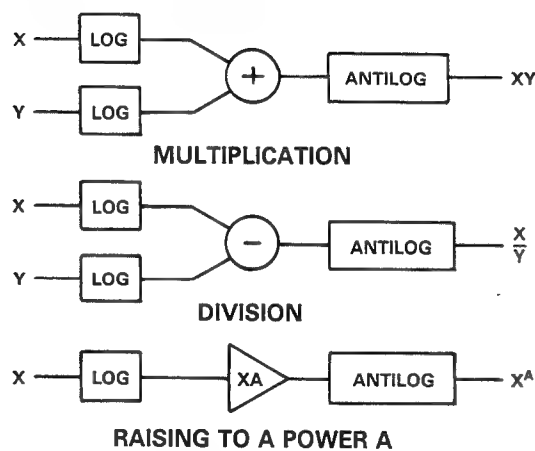 X LOG
+ ANTILOG XY
Y LOG
MULTIPLICATION
X LOG
− ANTILOG X/Y
Y LOG
DIVISION
X LOG XA ANTILOG X^A
RAISING TO A POWER A